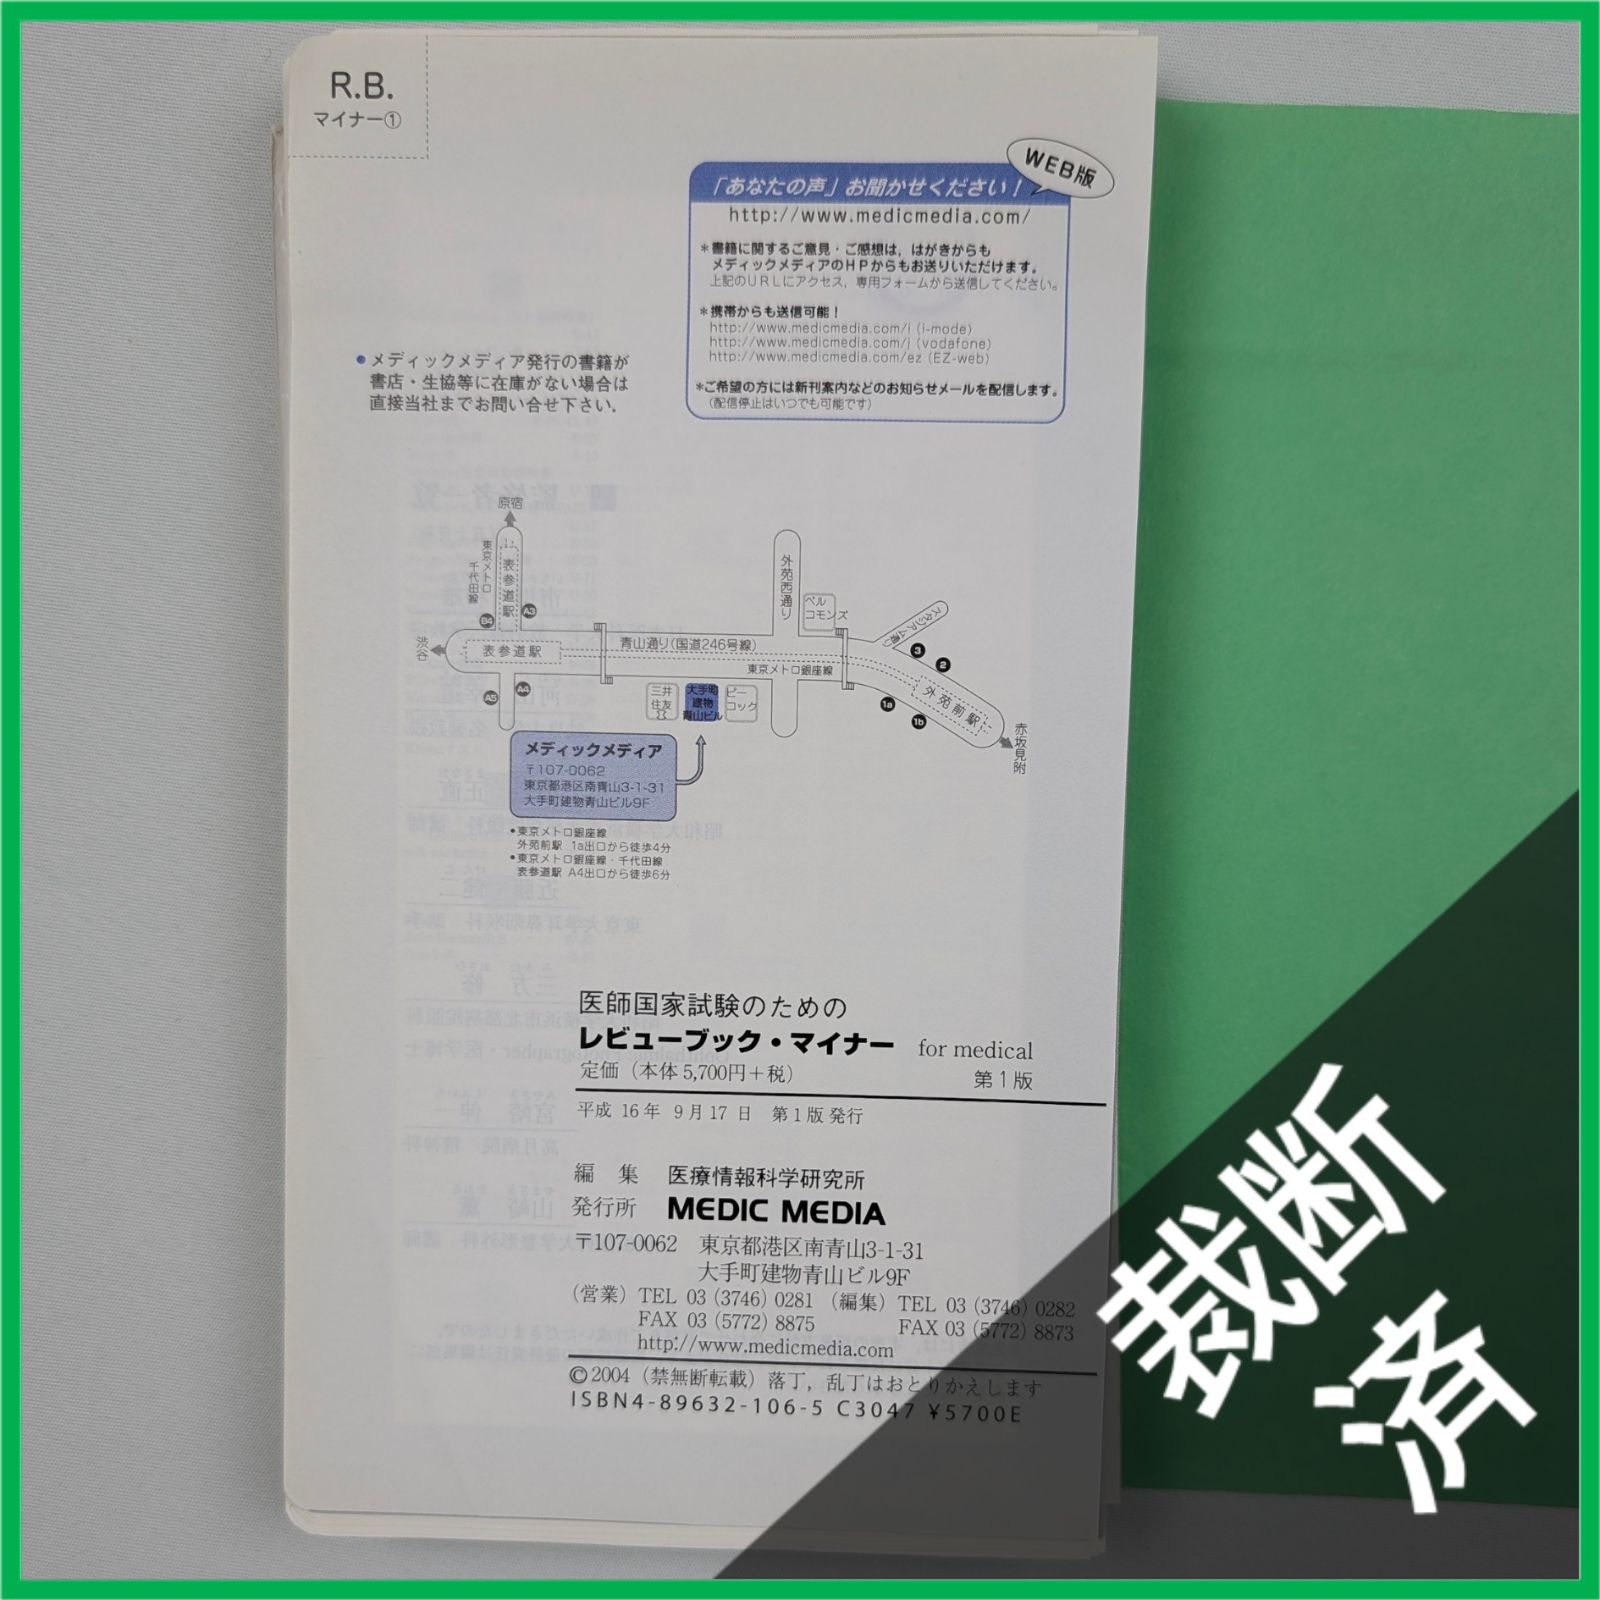 R.B.
マイナー①
WEB版
「あなたの声」お聞かせください！
http://www.medicmedia.com/
＊書籍に関するご意見・ご感想は，はがきからも
メディックメディアのＨＰからもお送りいただけます。
上記のＵＲＬにアクセス，専用フォームから送信してください。
＊携帯からも送信可能！
http://www.medicmedia.com/i (i-mode)
http://www.medicmedia.com/j (vodafone)
http://www.medicmedia.com/ez (EZ-web)
＊ご希望の方には新刊案内などのお知らせメールを配信します。
（配信停止はいつでも可能です）
●メディックメディア発行の書籍が
書店・生協等に在庫がない場合は
直接当社までお問い合せ下さい．
原宿
東京メトロ
千代田線
表参道駅
B4
A3
渋谷
表参道駅
A5
A4
青山通り（国道246号線）
東京メトロ銀座線
外苑西通り
ベル
コモンズ
スタジアム通り
3
2
外苑前駅
1a
1b
赤坂見附
三井
住友
大手町
建物
青山ビル
ピー
コック
メディックメディア
〒107-0062
東京都港区南青山3-1-31
大手町建物青山ビル9F
●東京メトロ銀座線
外苑前駅 1a出口から徒歩4分
●東京メトロ銀座線・千代田線
表参道駅 A4出口から徒歩6分
医師国家試験のための
レビューブック・マイナー for medical
定価（本体 5,700円＋税） 第１版
平成 16年 9月17日 第１版 発行
編 集 医療情報科学研究所
発行所 MEDIC MEDIA
〒107-0062 東京都港区南青山3-1-31
大手町建物青山ビル9F
（営業）TEL 03 (3746) 0281 （編集）TEL 03 (3746) 0282
FAX 03 (5772) 8875 FAX 03 (5772) 8873
http://www.medicmedia.com
©2004（禁無断転載）落丁，乱丁はおとりかえします
ISBN4-89632-106-5 C3047 ¥5700E
裁断
済